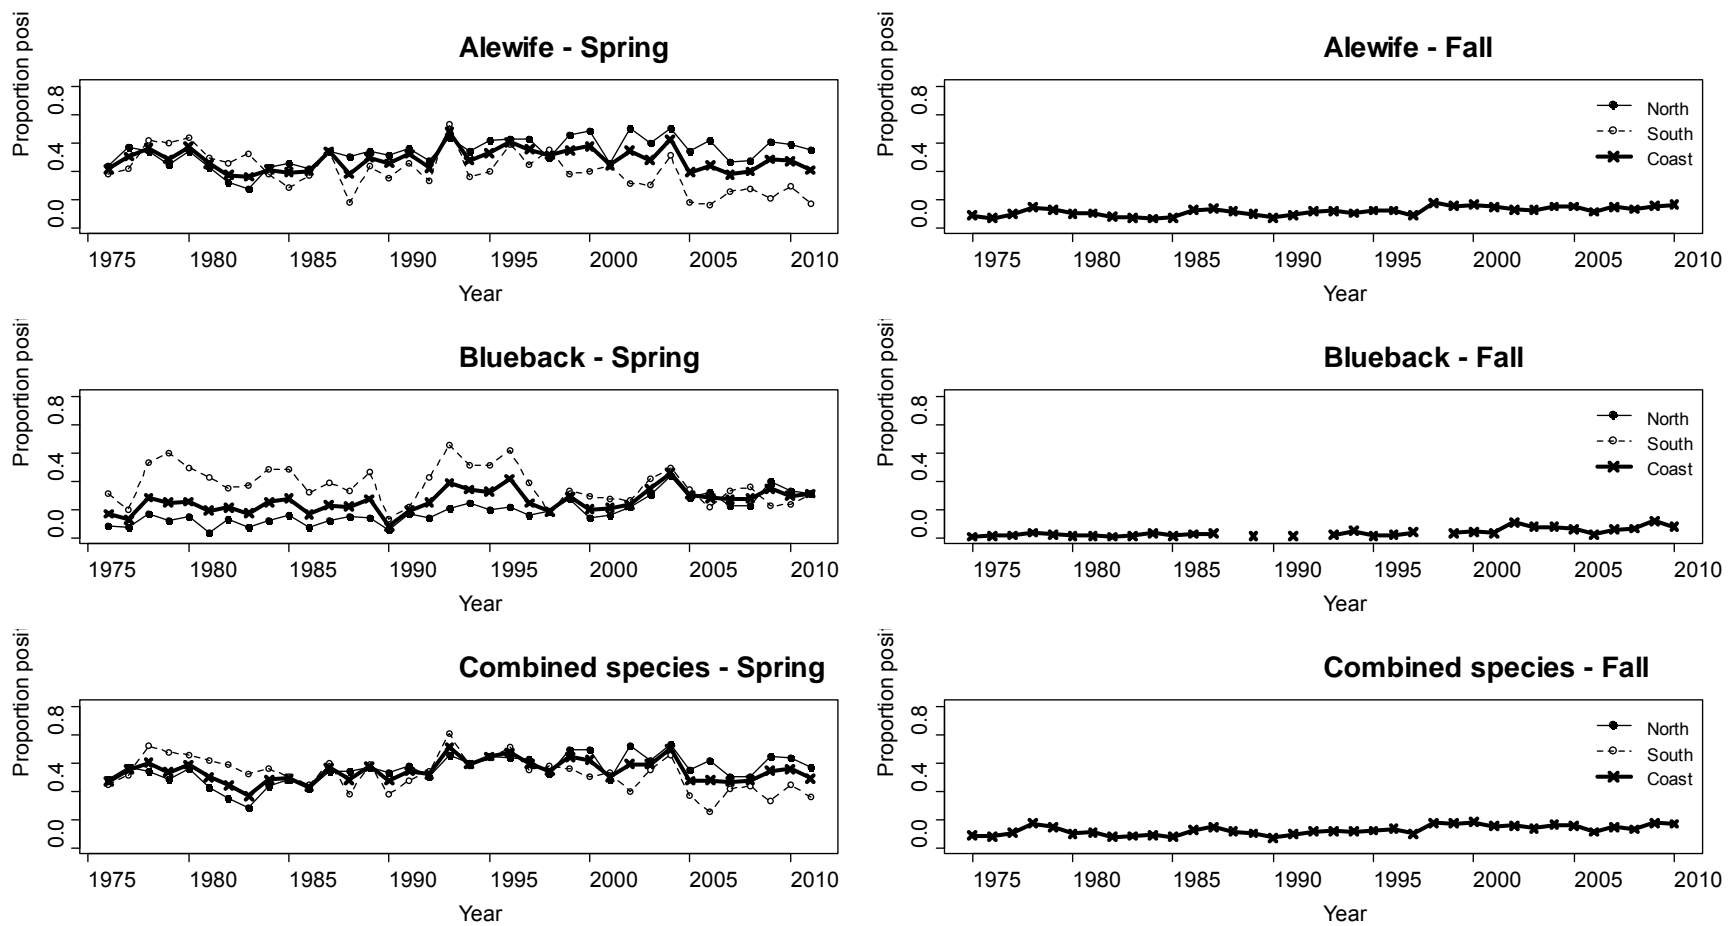 Alewife - Spring
Proportion posi
0.8
0.4
0.0
1975 1980 1985 1990 1995 2000 2005 2010
Year
Alewife - Fall
Proportion posi
0.8
0.4
0.0
North
South
Coast
1975 1980 1985 1990 1995 2000 2005 2010
Year
Blueback - Spring
Proportion posit
0.8
0.4
0.0
1975 1980 1985 1990 1995 2000 2005 2010
Year
Blueback - Fall
Proportion posit
0.8
0.4
0.0
North
South
Coast
1975 1980 1985 1990 1995 2000 2005 2010
Year
Combined species - Spring
Proportion posit
0.8
0.4
0.0
1975 1980 1985 1990 1995 2000 2005 2010
Year
Combined species - Fall
Proportion posit
0.8
0.4
0.0
North
South
Coast
1975 1980 1985 1990 1995 2000 2005 2010
Year